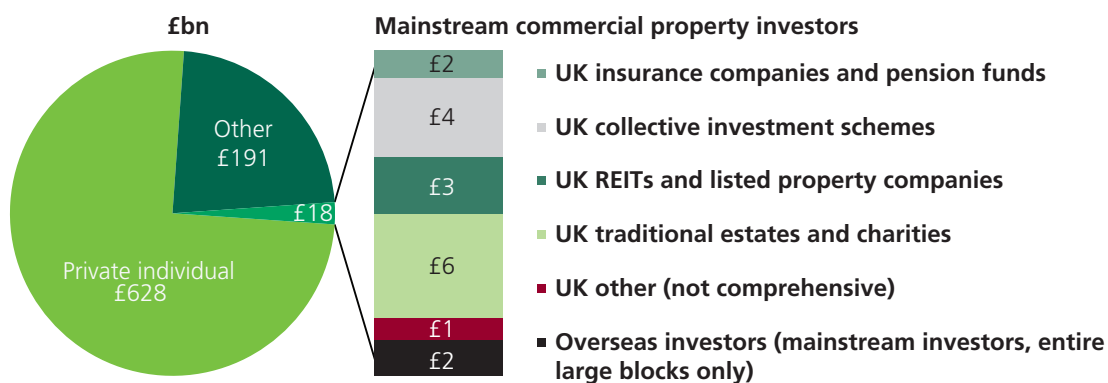 £bn
Mainstream commercial property investors
Other
£191
£18
Private individual
£628
£2
£4
£3
£6
£1
£2
UK insurance companies and pension funds
UK collective investment schemes
UK REITs and listed property companies
UK traditional estates and charities
UK other (not comprehensive)
Overseas investors (mainstream investors, entire
large blocks only)